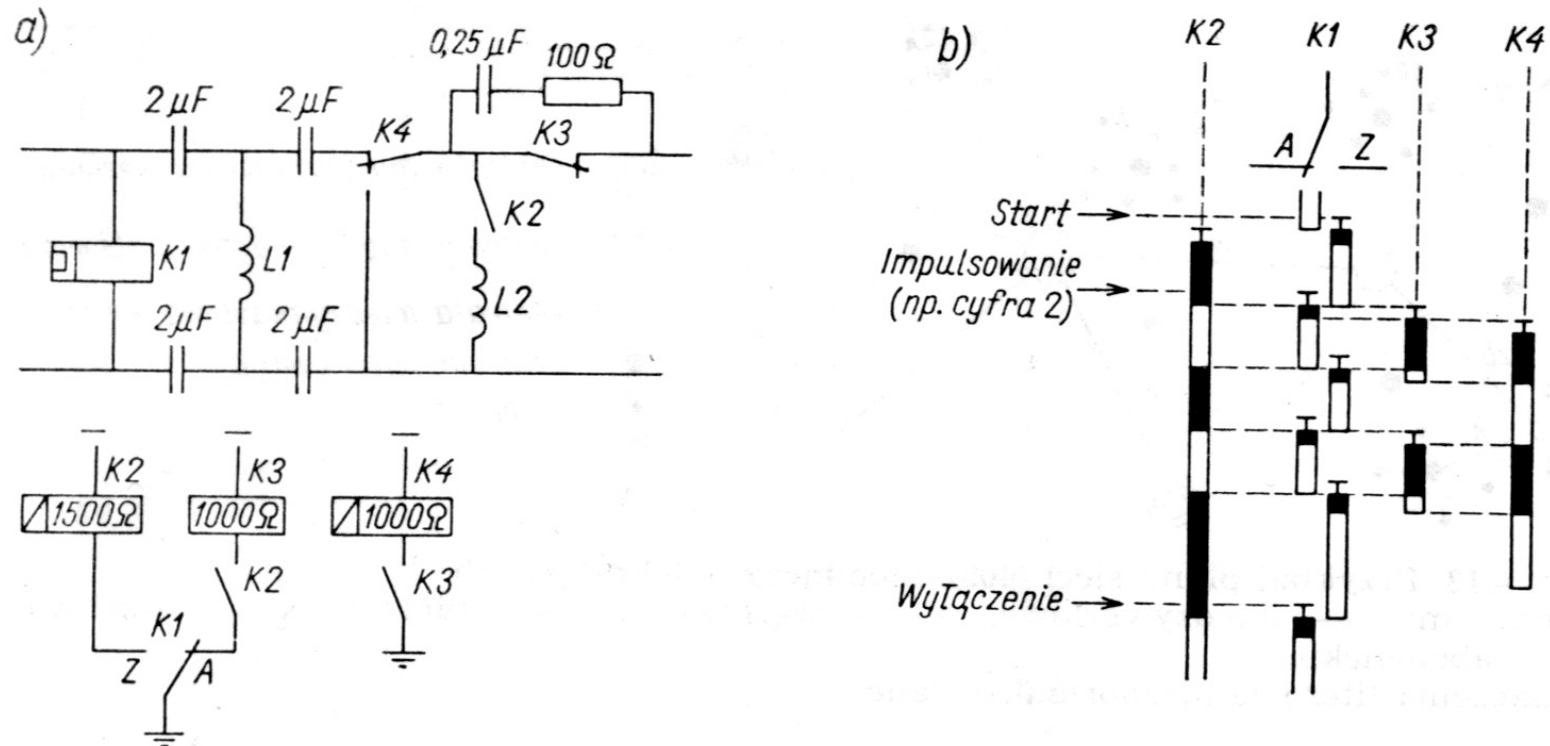 a)
0,25 μF
100Ω
2 μF
2 μF
K4
K3
K2
K1
L1
L2
2 μF
2 μF
K2
K3
K4
1500Ω
1000Ω
1000Ω
K2
K3
K1
Z
A
b)
K2
K1
K3
K4
A
Z
Start
Impulsowanie
(np. cyfra 2)
Wyłączenie